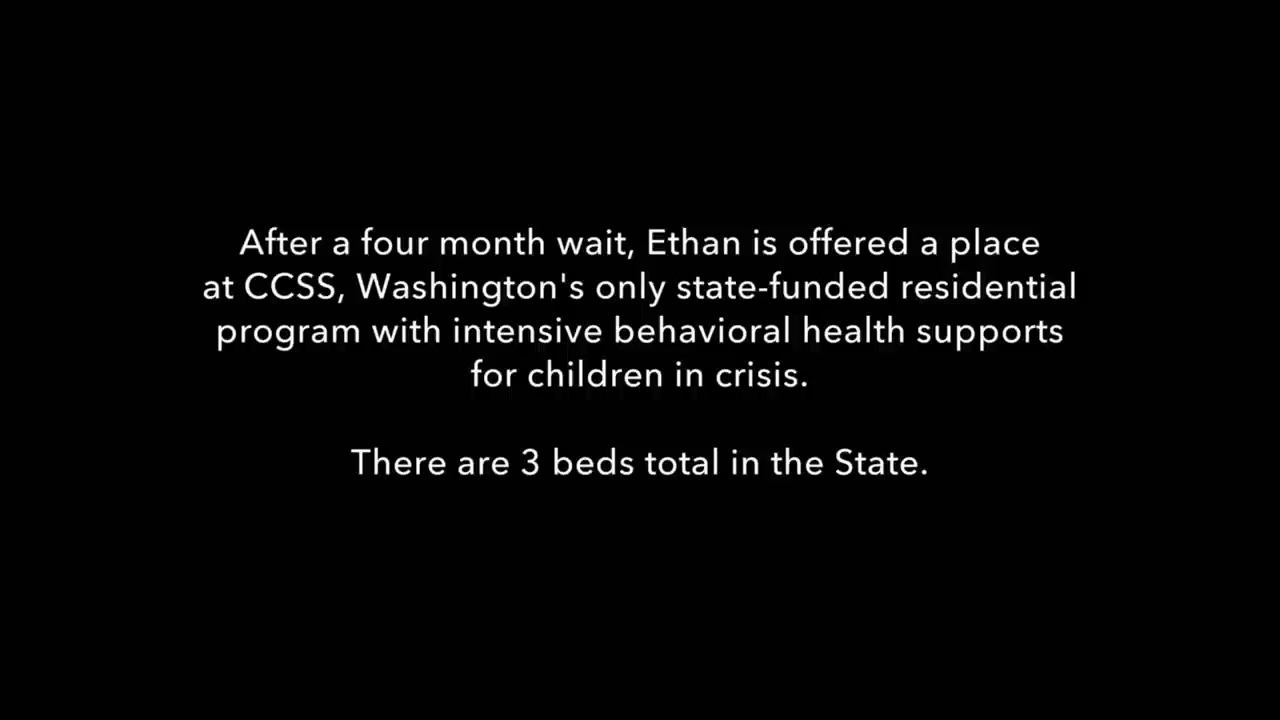 After a four month wait, Ethan is offered a place
at CCSS, Washington's only state-funded residential
program with intensive behavioral health supports
for children in crisis.
There are 3 beds total in the State.